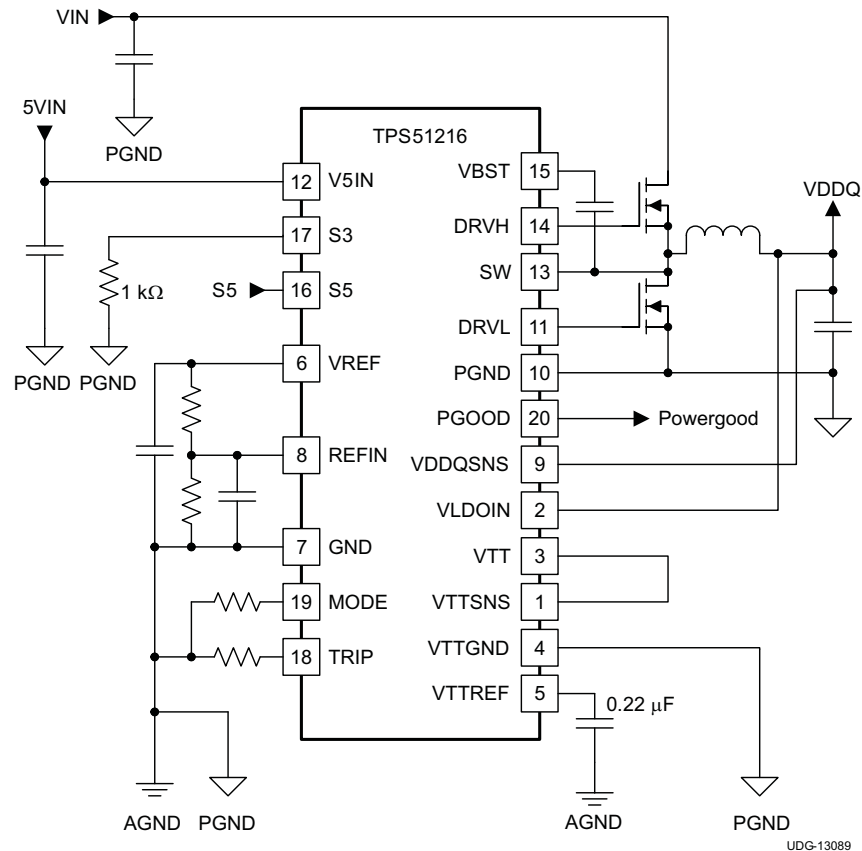 VIN
5VIN
PGND
TPS51216
12 V5IN
17 S3
1 kΩ
S5
16 S5
PGND PGND
6 VREF
8 REFIN
7 GND
19 MODE
18 TRIP
AGND PGND
VBST 15
DRVH 14
SW 13
DRVL 11
PGND 10
PGOOD 20
Powergood
VDDQSNS 9
VLDOIN 2
VTT 3
VTTSNS 1
VTTGND 4
VTTREF 5
0.22 μF
VDDQ
AGND
PGND
UDG-13089